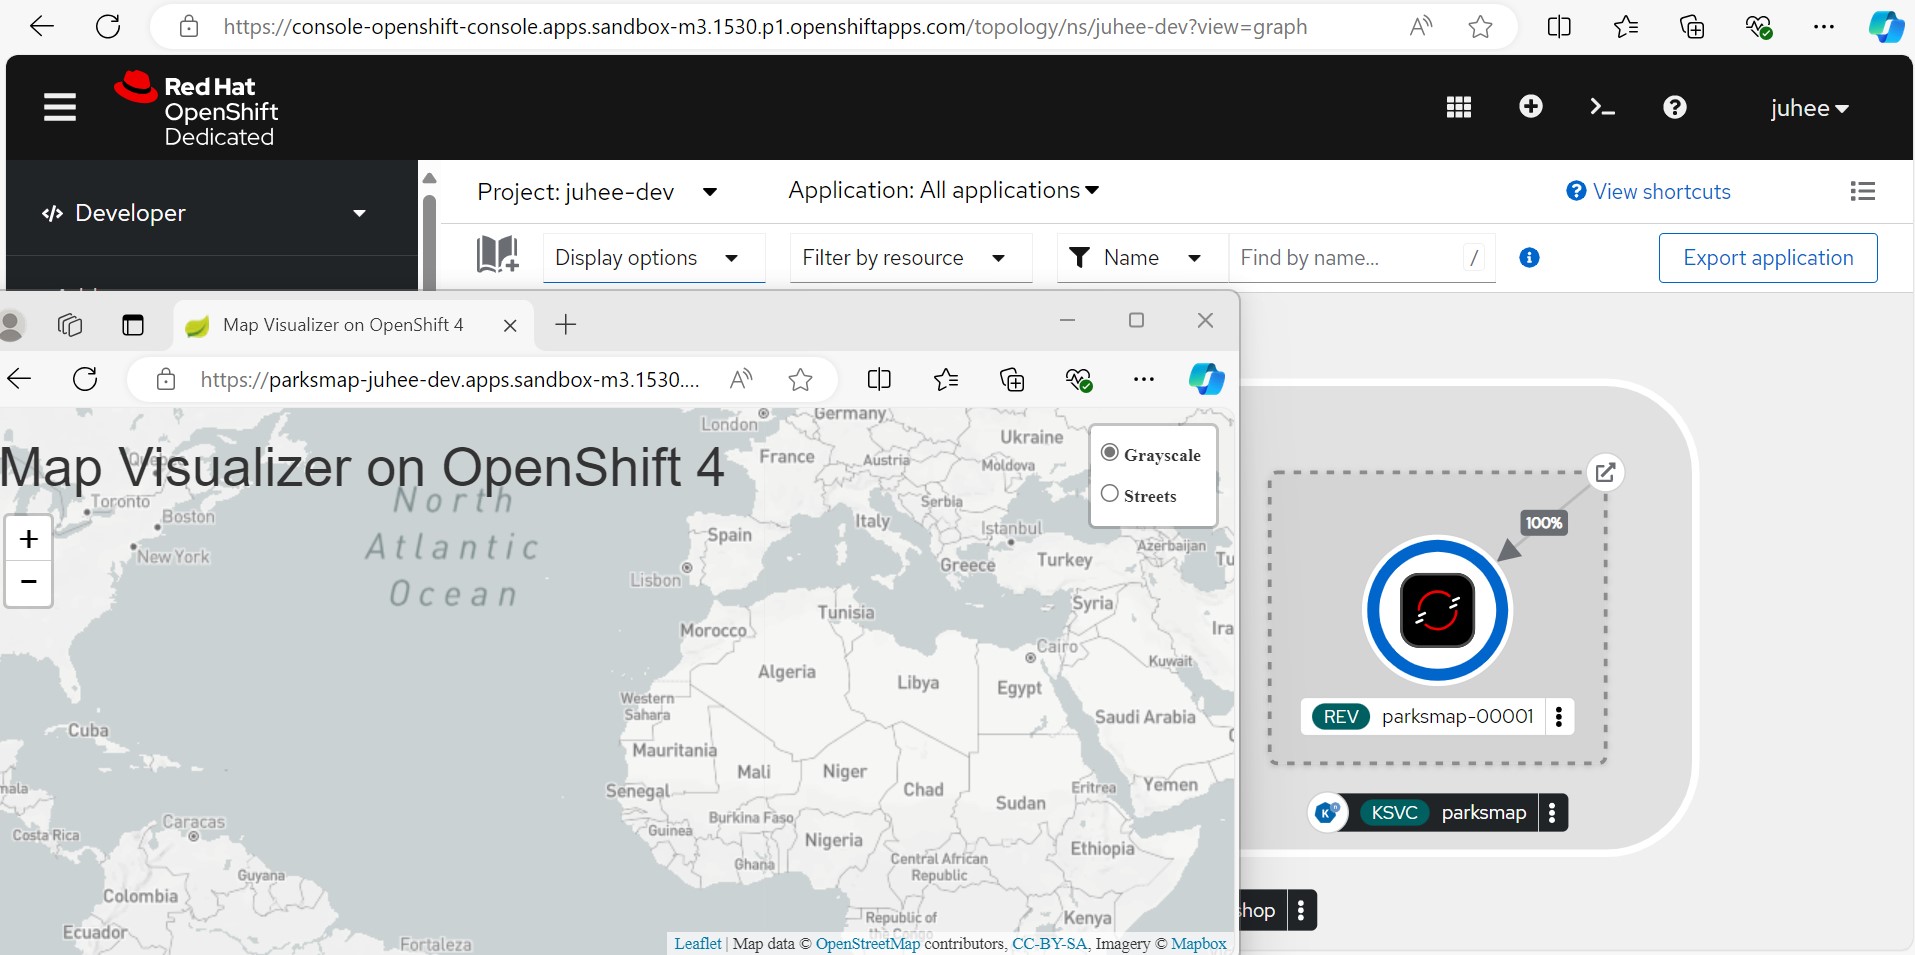 https://console-openshift-console.apps.sandbox-m3.1530.p1.openshiftapps.com/topology/ns/juhee-dev?view=graph
Red Hat
OpenShift
Dedicated
juhee
Developer
Project: juhee-dev
Application: All applications
View shortcuts
Display options
Filter by resource
Name
Find by name...
/
Export application
Map Visualizer on OpenShift 4
https://parksmap-juhee-dev.apps.sandbox-m3.1530....
Map Visualizer on OpenShift 4
+
−
Grayscale
Streets
London
Germany
Ukraine
France
Austria
Moldova
Toronto
Boston
New York
North
Atlantic
Ocean
Serbia
Italy
Istanbul
Spain
Azerbaijan
Greece
Turkey
Tu
Lisbon
Syria
Tunisia
Morocco
Ira
Cairo
Algeria
Libya
Egypt
Kuwait
Western
Sahara
Saudi Arabia
Cuba
Mauritania
Mali
Niger
Chad
Sudan
Eritrea
Yemen
mala
Senegal
Burkina Faso
Guinea
Nigeria
Costa Rica
Caracas
Ethiopia
Ghana
Central African
Republic
Guyana
Colombia
Republic of
the Congo
Kenya
Ecuador
Fortaleza
Leaflet | Map data © OpenStreetMap contributors, CC-BY-SA, Imagery © Mapbox
100%
REV parksmap-00001
KSVC parksmap
shop